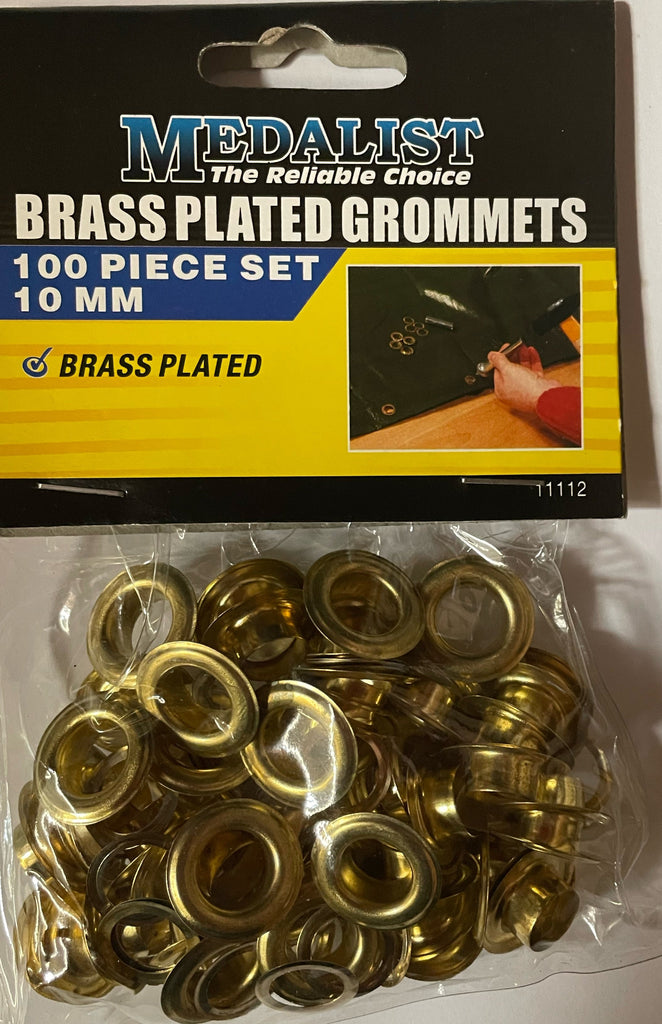 MEDALIST
The Reliable Choice
BRASS PLATED GROMMETS
100 PIECE SET
10 MM
BRASS PLATED
11112